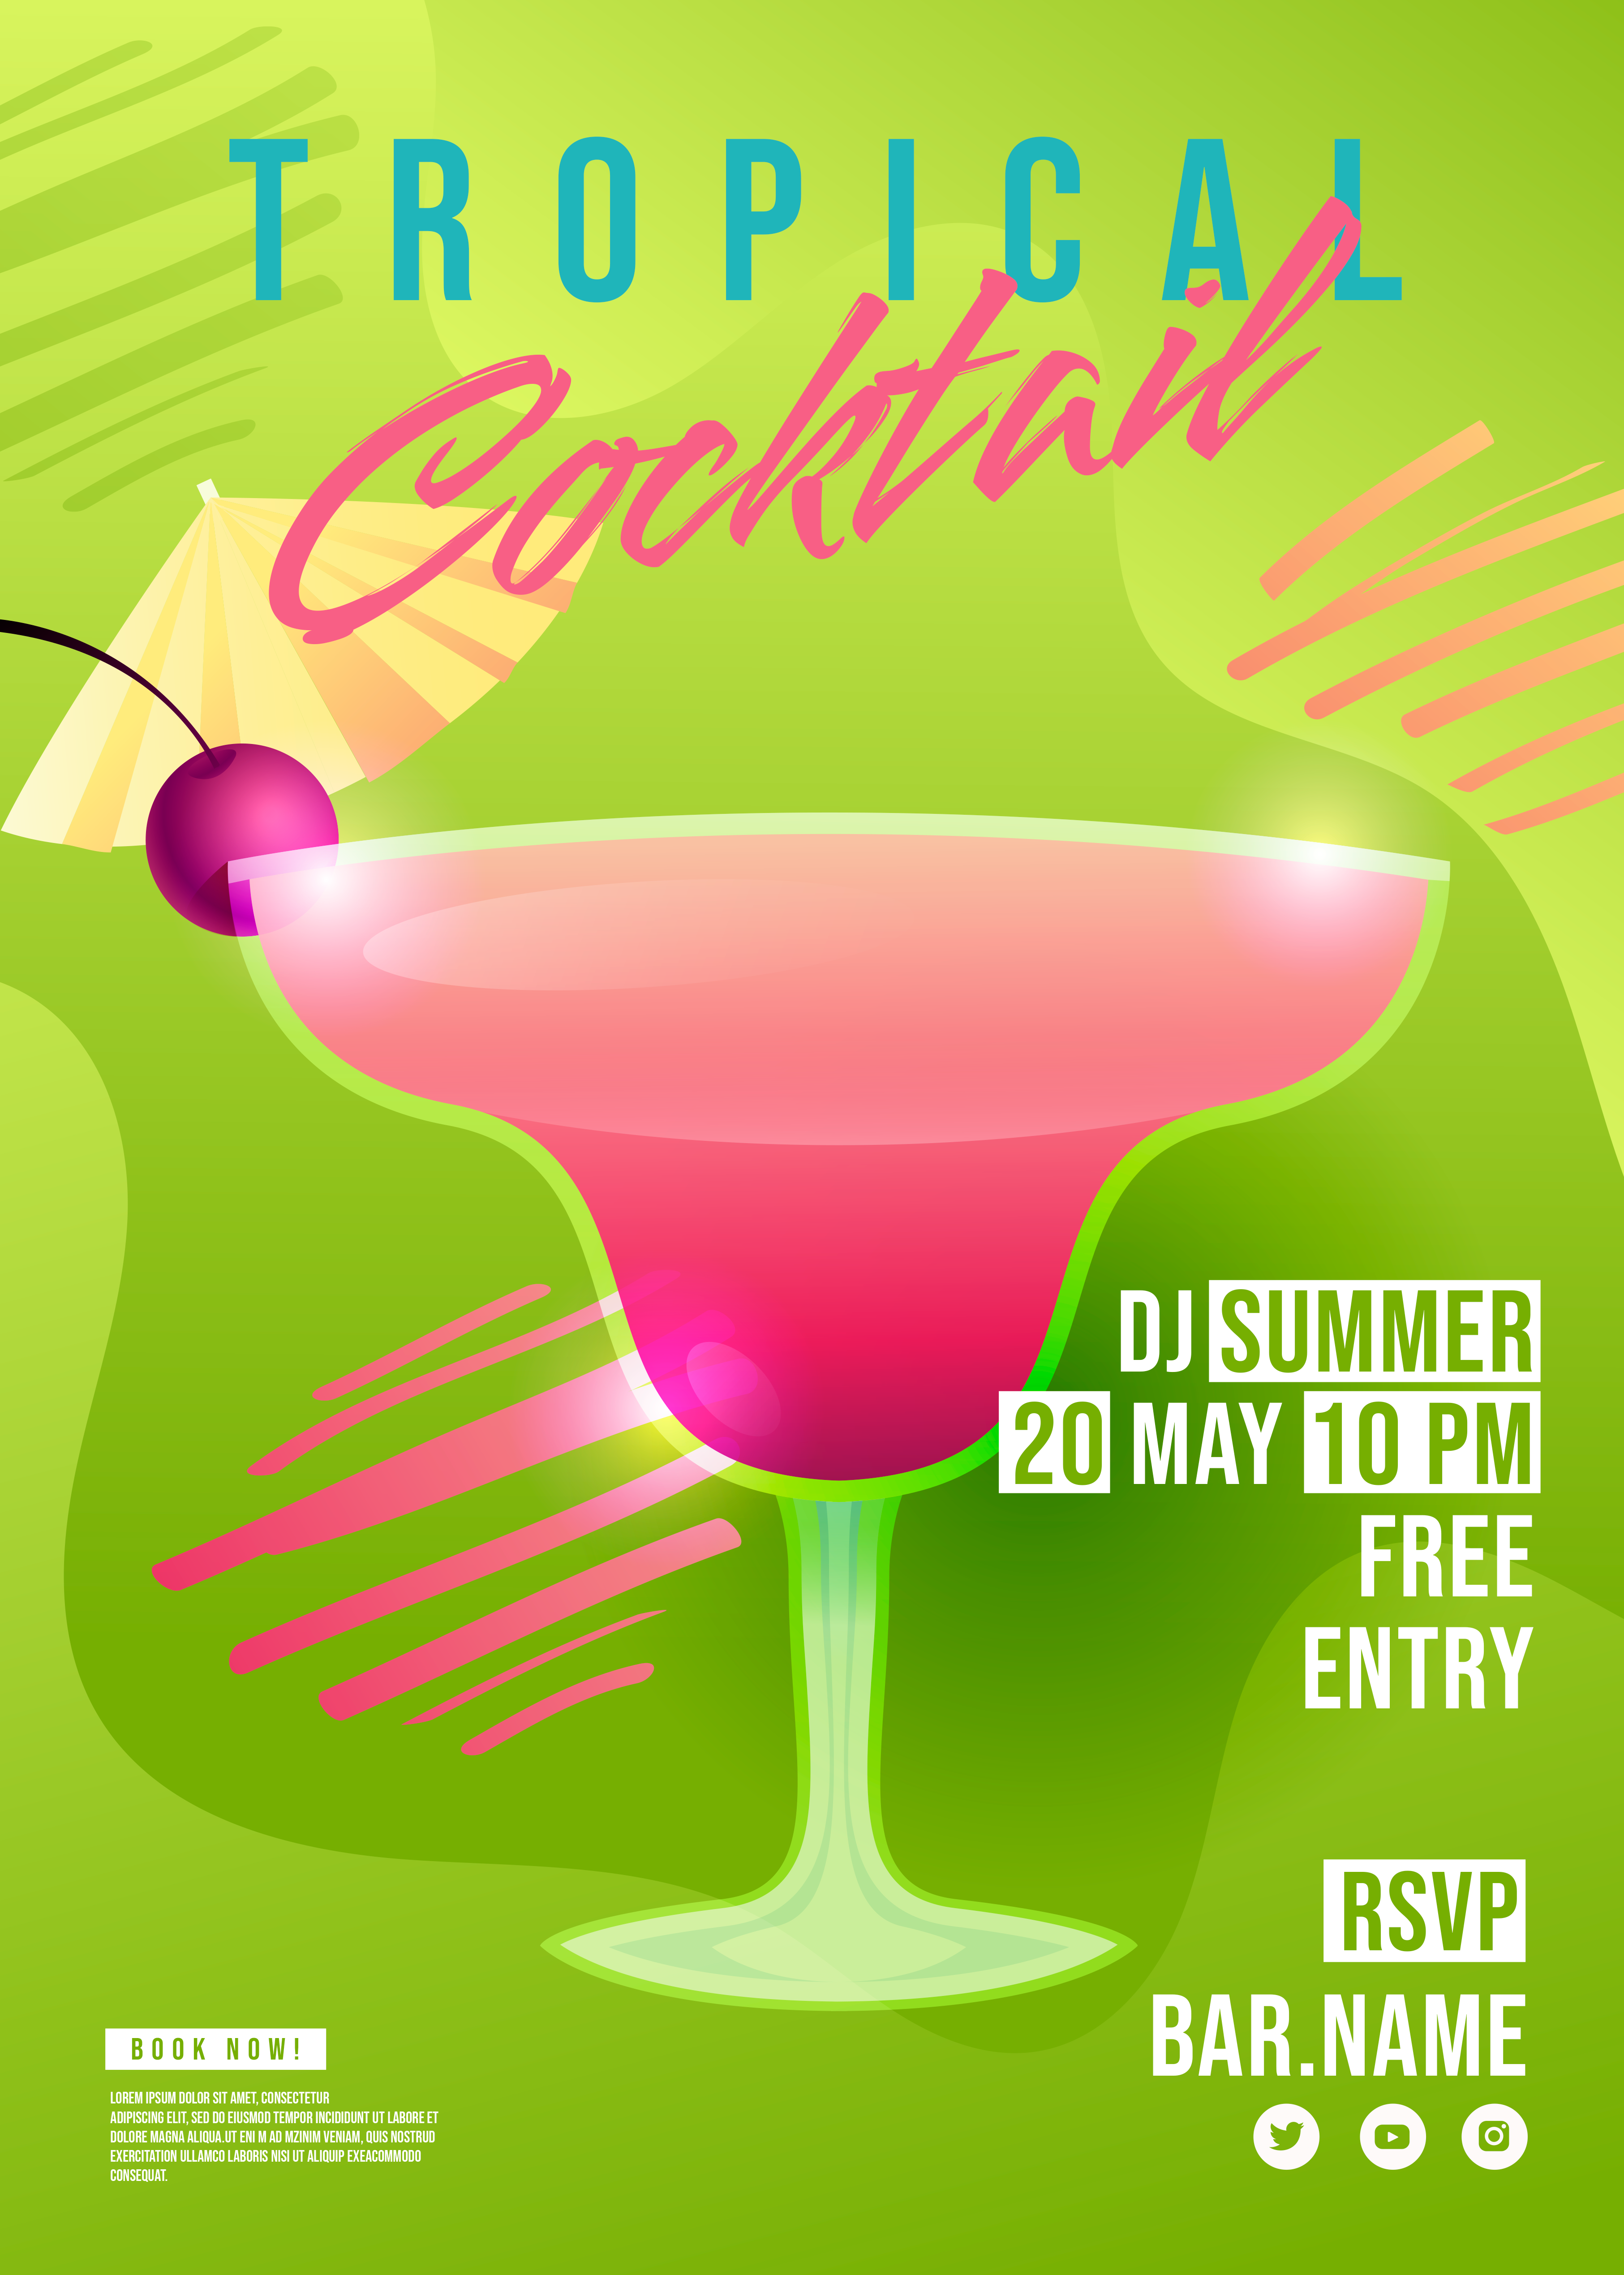 TROPICAL
Cocktail
DJ SUMMER
20 MAY 10 PM
FREE
ENTRY
RSVP
BAR.NAME
BOOK NOW!
LOREM IPSUM DOLOR SIT AMET, CONSECTETUR
ADIPISCING ELIT, SED DO EIUSMOD TEMPOR INCIDIDUNT UT LABORE ET
DOLORE MAGNA ALIQUA.UT ENI M AD MZINIM VENIAM, QUIS NOSTRUD
EXERCITATION ULLAMCO LABORIS NISI UT ALIQUIP EXEACOMMODO
CONSEQUAT.